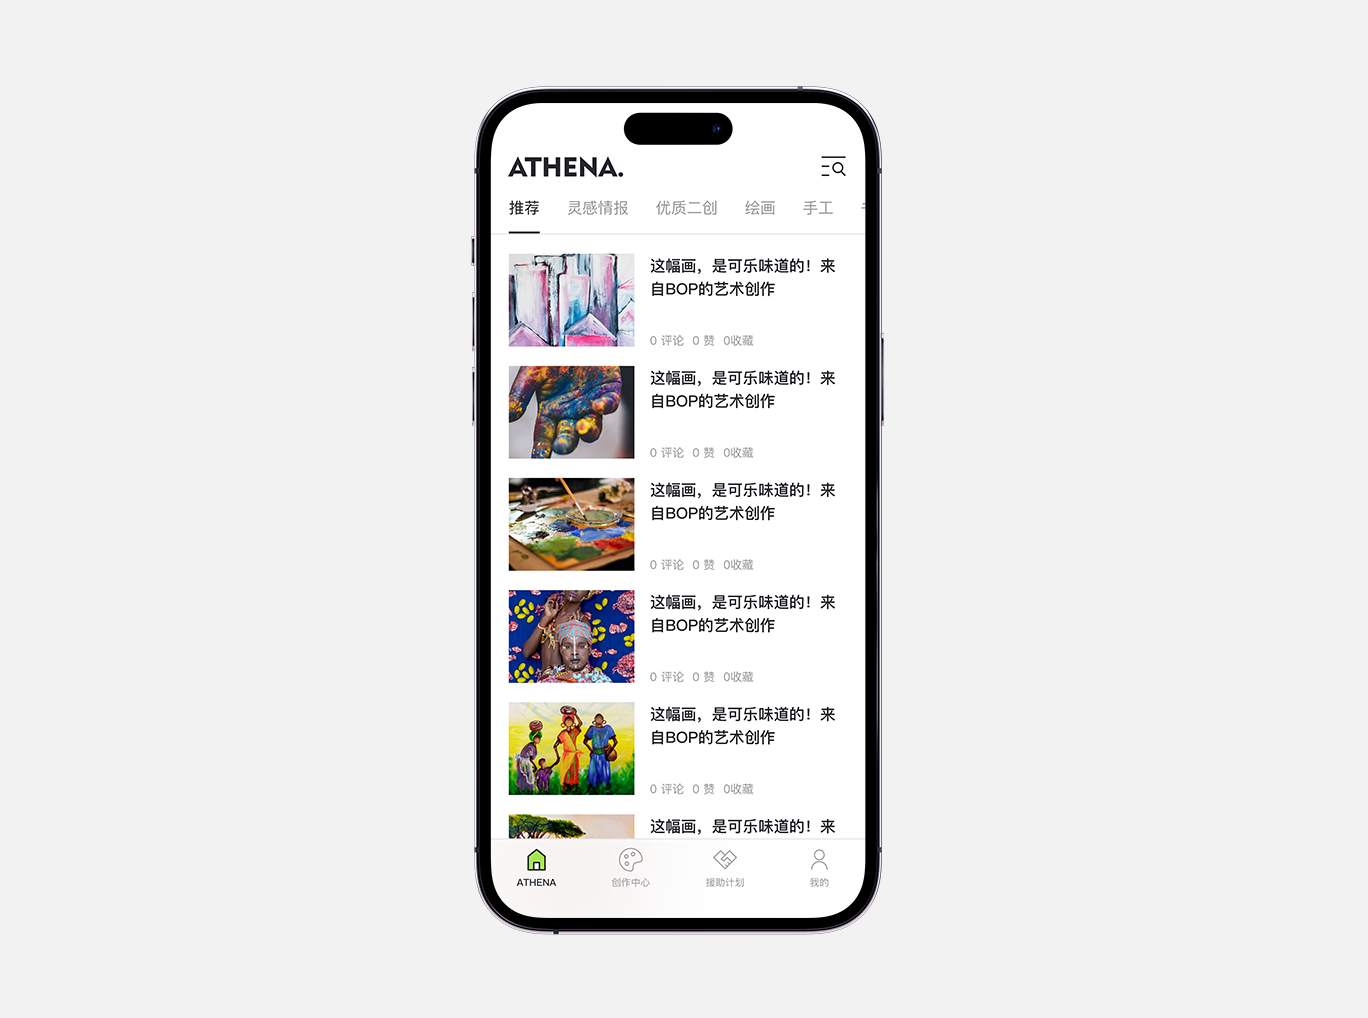 ATHENA.
推荐 灵感情报 优质二创 绘画 手工
这幅画，是可乐味道的！来
自BOP的艺术创作
0 评论 0 赞 0收藏
这幅画，是可乐味道的！来
自BOP的艺术创作
0 评论 0 赞 0收藏
这幅画，是可乐味道的！来
自BOP的艺术创作
0 评论 0 赞 0收藏
这幅画，是可乐味道的！来
自BOP的艺术创作
0 评论 0 赞 0收藏
这幅画，是可乐味道的！来
自BOP的艺术创作
0 评论 0 赞 0收藏
这幅画，是可乐味道的！来
ATHENA 创作中心 援助计划 我的